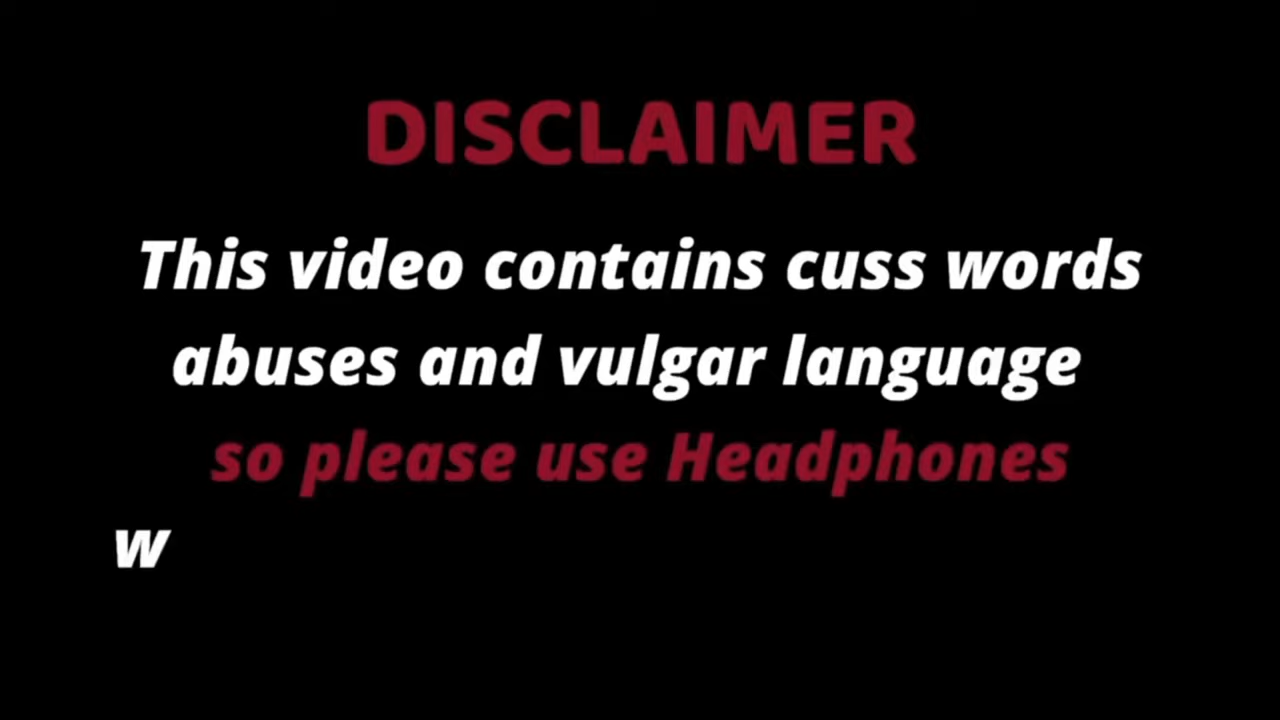 DISCLAIMER
This video contains cuss words
abuses and vulgar language
so please use Headphones
w